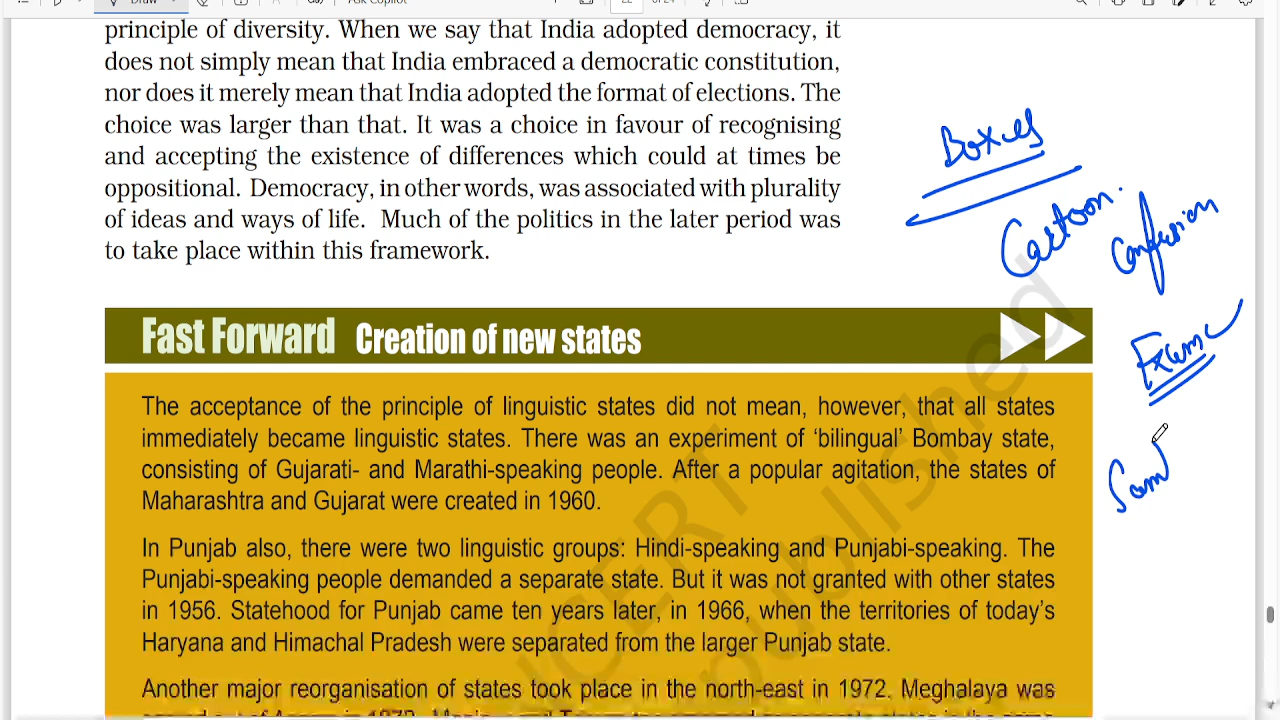 Draw
Ask Copilot
22
of 24
principle of diversity. When we say that India adopted democracy, it
does not simply mean that India embraced a democratic constitution,
nor does it merely mean that India adopted the format of elections. The
choice was larger than that. It was a choice in favour of recognising
and accepting the existence of differences which could at times be
oppositional. Democracy, in other words, was associated with plurality
of ideas and ways of life. Much of the politics in the later period was
to take place within this framework.
Boxes
Cartoon
Confusion
Exam
Sam
Fast Forward Creation of new states
The acceptance of the principle of linguistic states did not mean, however, that all states
immediately became linguistic states. There was an experiment of ‘bilingual’ Bombay state,
consisting of Gujarati- and Marathi-speaking people. After a popular agitation, the states of
Maharashtra and Gujarat were created in 1960.
In Punjab also, there were two linguistic groups: Hindi-speaking and Punjabi-speaking. The
Punjabi-speaking people demanded a separate state. But it was not granted with other states
in 1956. Statehood for Punjab came ten years later, in 1966, when the territories of today’s
Haryana and Himachal Pradesh were separated from the larger Punjab state.
Another major reorganisation of states took place in the north-east in 1972. Meghalaya was
NCERT
published